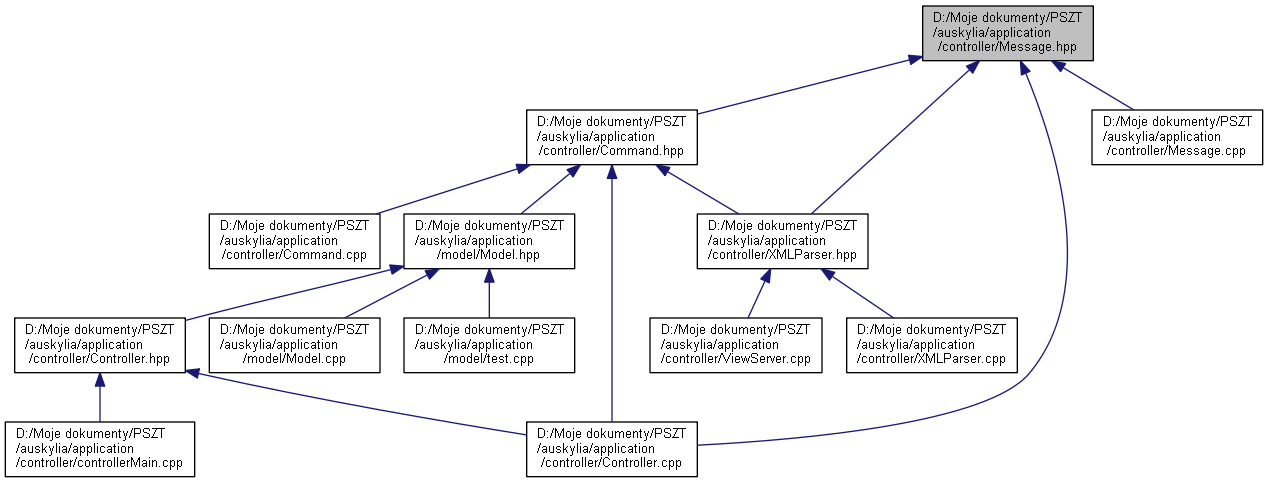 D:/Moje dokumenty/PSZT
/auskylia/application
/controller/Message.hpp
D:/Moje dokumenty/PSZT
/auskylia/application
/controller/Command.hpp
D:/Moje dokumenty/PSZT
/auskylia/application
/controller/Message.cpp
D:/Moje dokumenty/PSZT
/auskylia/application
/controller/Command.cpp
D:/Moje dokumenty/PSZT
/auskylia/application
/model/Model.hpp
D:/Moje dokumenty/PSZT
/auskylia/application
/controller/XMLParser.hpp
D:/Moje dokumenty/PSZT
/auskylia/application
/controller/Controller.hpp
D:/Moje dokumenty/PSZT
/auskylia/application
/model/Model.cpp
D:/Moje dokumenty/PSZT
/auskylia/application
/model/test.cpp
D:/Moje dokumenty/PSZT
/auskylia/application
/controller/ViewServer.cpp
D:/Moje dokumenty/PSZT
/auskylia/application
/controller/XMLParser.cpp
D:/Moje dokumenty/PSZT
/auskylia/application
/controller/controllerMain.cpp
D:/Moje dokumenty/PSZT
/auskylia/application
/controller/Controller.cpp